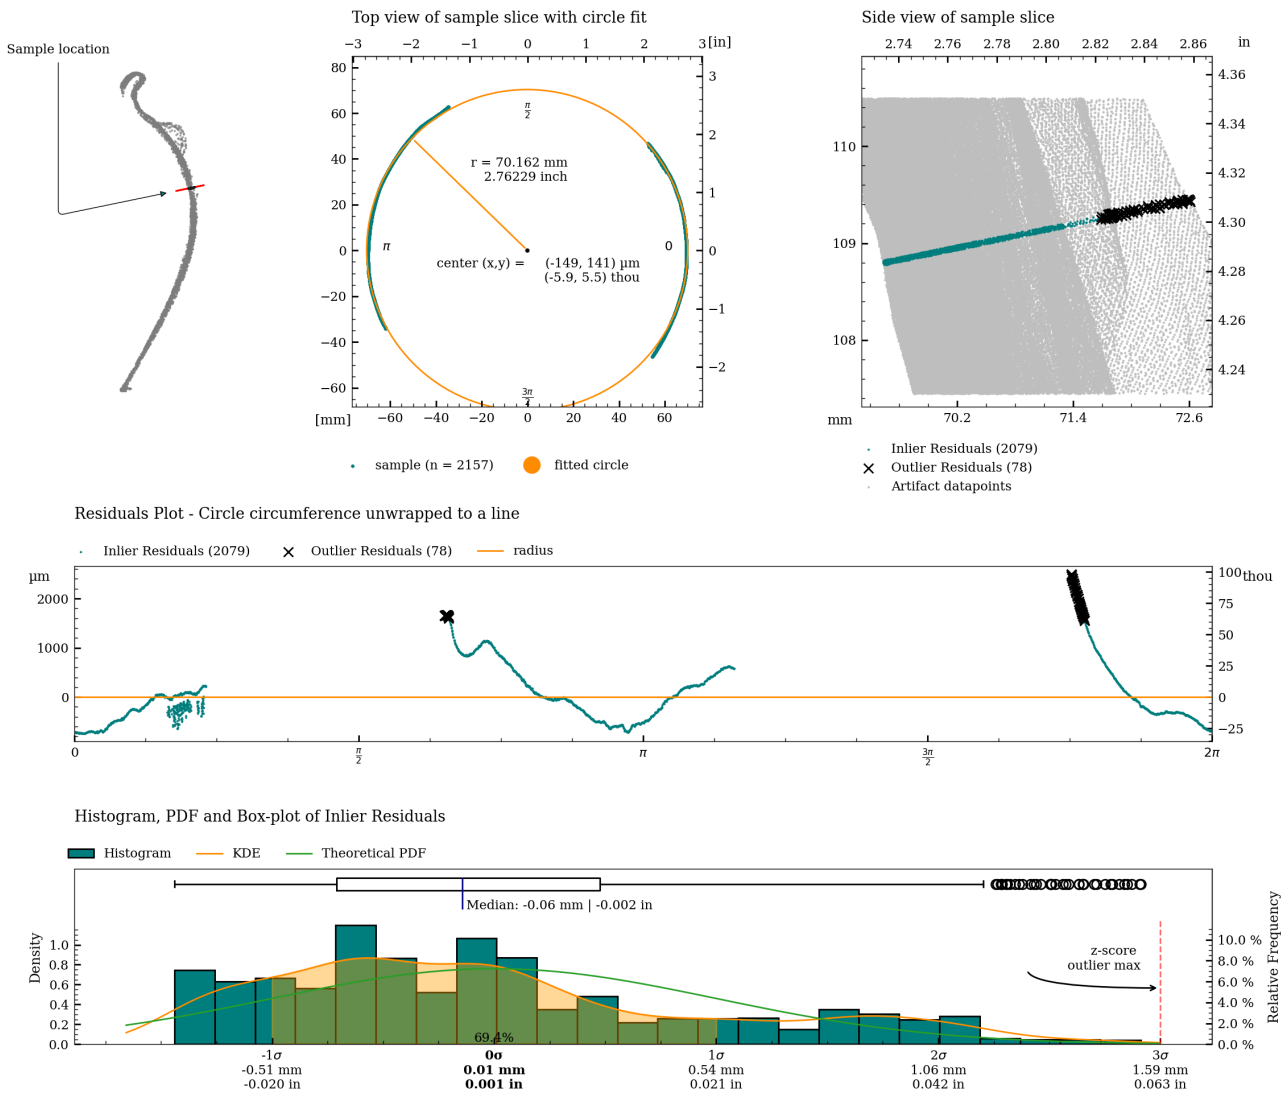 Sample location
Top view of sample slice with circle fit
−3 −2 −1 0 1 2 3 [in]
80
60
40
20
0
−20
−40
−60
3
2
1
0
−1
−2
π/2
r = 70.162 mm
2.76229 inch
π
0
center (x,y) = (-149, 141) µm
(-5.9, 5.5) thou
3π/2
[mm] −60 −40 −20 0 20 40 60
sample (n = 2157)
fitted circle
Side view of sample slice
2.74 2.76 2.78 2.80 2.82 2.84 2.86 in
110
109
108
4.36
4.34
4.32
4.30
4.28
4.26
4.24
mm 70.2 71.4 72.6
Inlier Residuals (2079)
Outlier Residuals (78)
Artifact datapoints
Residuals Plot - Circle circumference unwrapped to a line
Inlier Residuals (2079) Outlier Residuals (78) radius
µm
2000
1000
0
100 thou
75
50
25
0
−25
0 π/2 π 3π/2 2π
Histogram, PDF and Box-plot of Inlier Residuals
Histogram KDE Theoretical PDF
Median: -0.06 mm | -0.002 in
Density
1.0
0.8
0.6
0.4
0.2
0.0
z-score
outlier max
69.4%
10.0 %
8.0 %
6.0 %
4.0 %
2.0 %
0.0 %
Relative Frequency
-1σ 0σ 1σ 2σ 3σ
-0.51 mm 0.01 mm 0.54 mm 1.06 mm 1.59 mm
-0.020 in 0.001 in 0.021 in 0.042 in 0.063 in